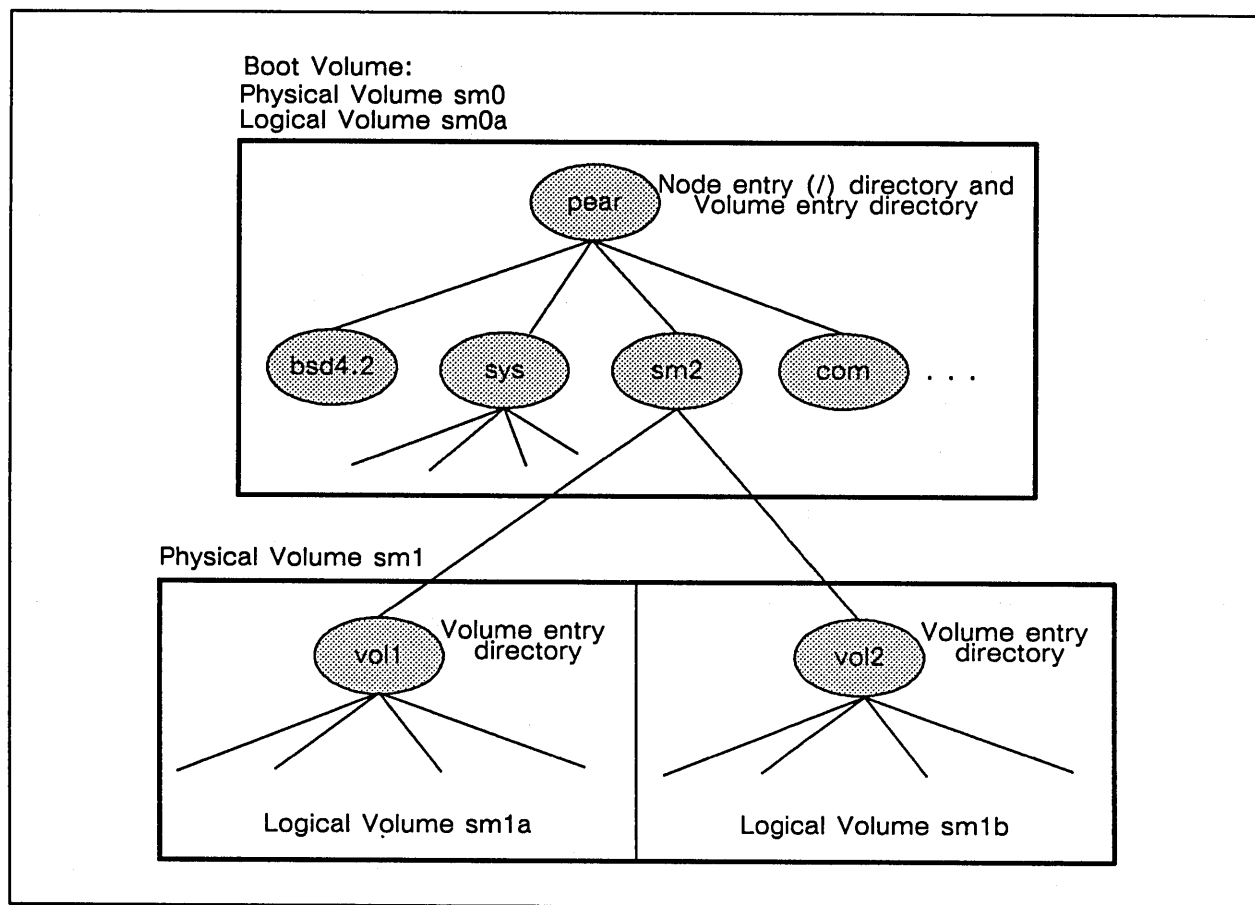 Boot Volume:
Physical Volume sm0
Logical Volume sm0a
pear
Node entry (/) directory and
Volume entry directory
bsd4.2
sys
sm2
com
. . .
Physical Volume sm1
vol1
Volume entry
directory
vol2
Volume entry
directory
Logical Volume sm1a
Logical Volume sm1b